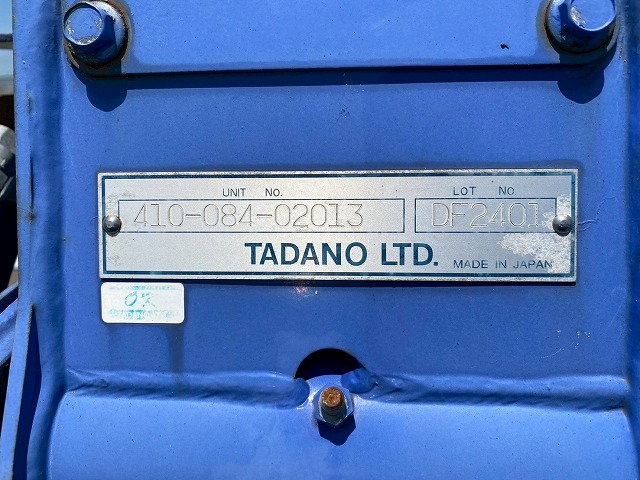 UNIT NO. LOT NO.
410-084-02013 DF2401
TADANO LTD. MADE IN JAPAN